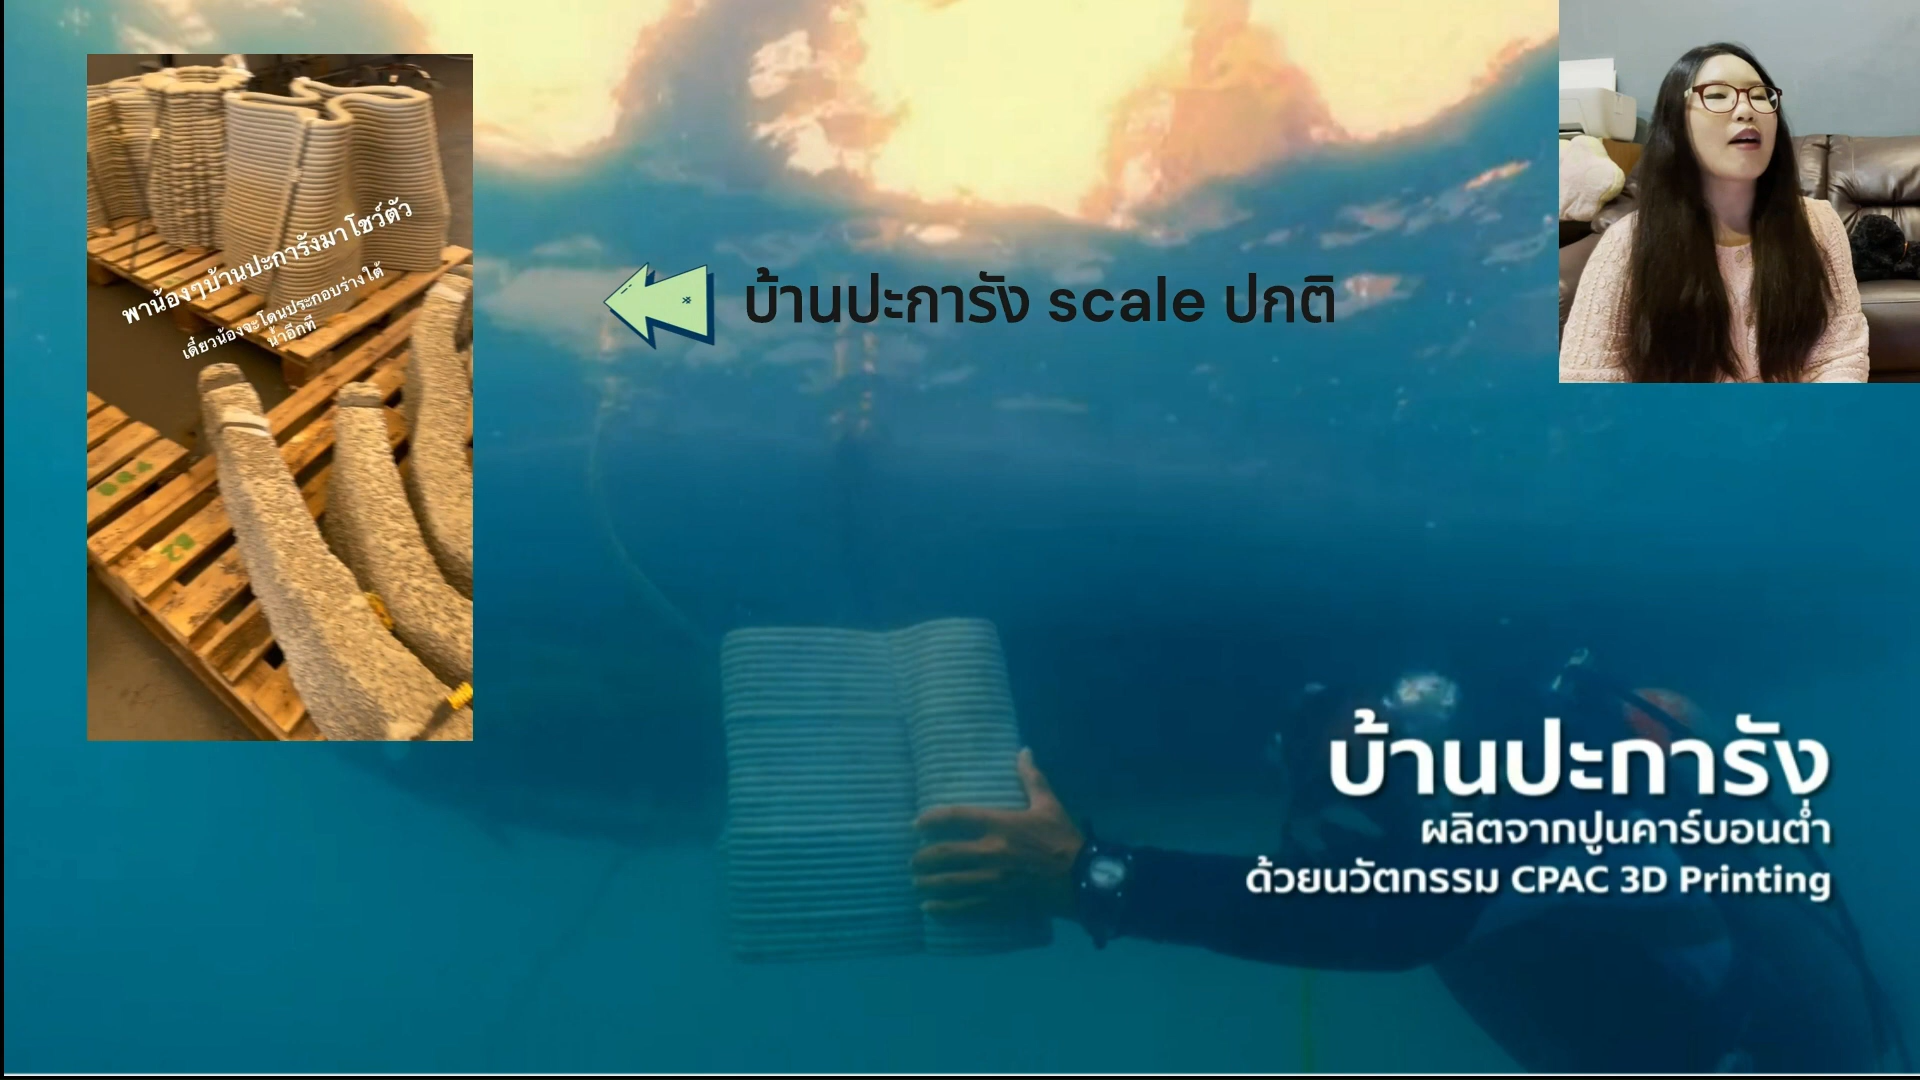 พาน้องๆบ้านปะการังมาโชว์ตัว
เดี๋ยวน้องจะโดนประกอบร่างใต้
น้ำอีกที
บ้านปะการัง scale ปกติ
บ้านปะการัง
ผลิตจากปูนคาร์บอนต่ำ
ด้วยนวัตกรรม CPAC 3D Printing